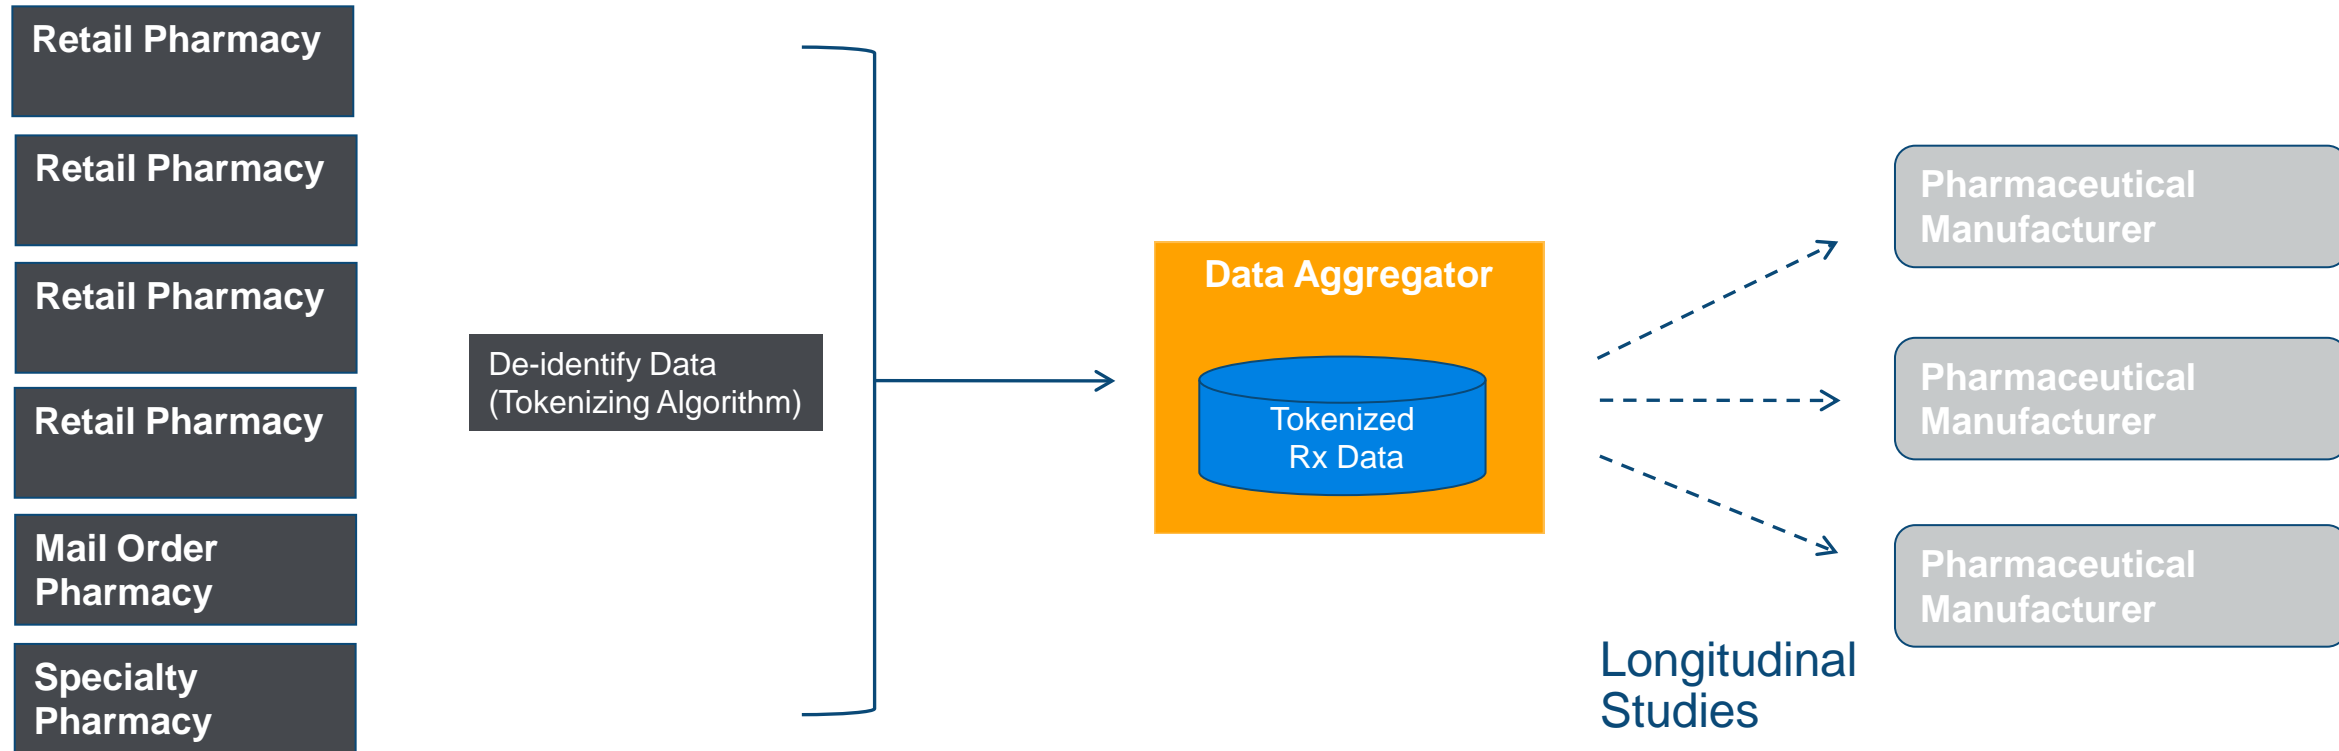 Retail Pharmacy
Retail Pharmacy
Retail Pharmacy
Retail Pharmacy
Mail Order
Pharmacy
Specialty
Pharmacy
De-identify Data
(Tokenizing Algorithm)
Data Aggregator
Tokenized
Rx Data
Longitudinal
Studies
Pharmaceutical
Manufacturer
Pharmaceutical
Manufacturer
Pharmaceutical
Manufacturer